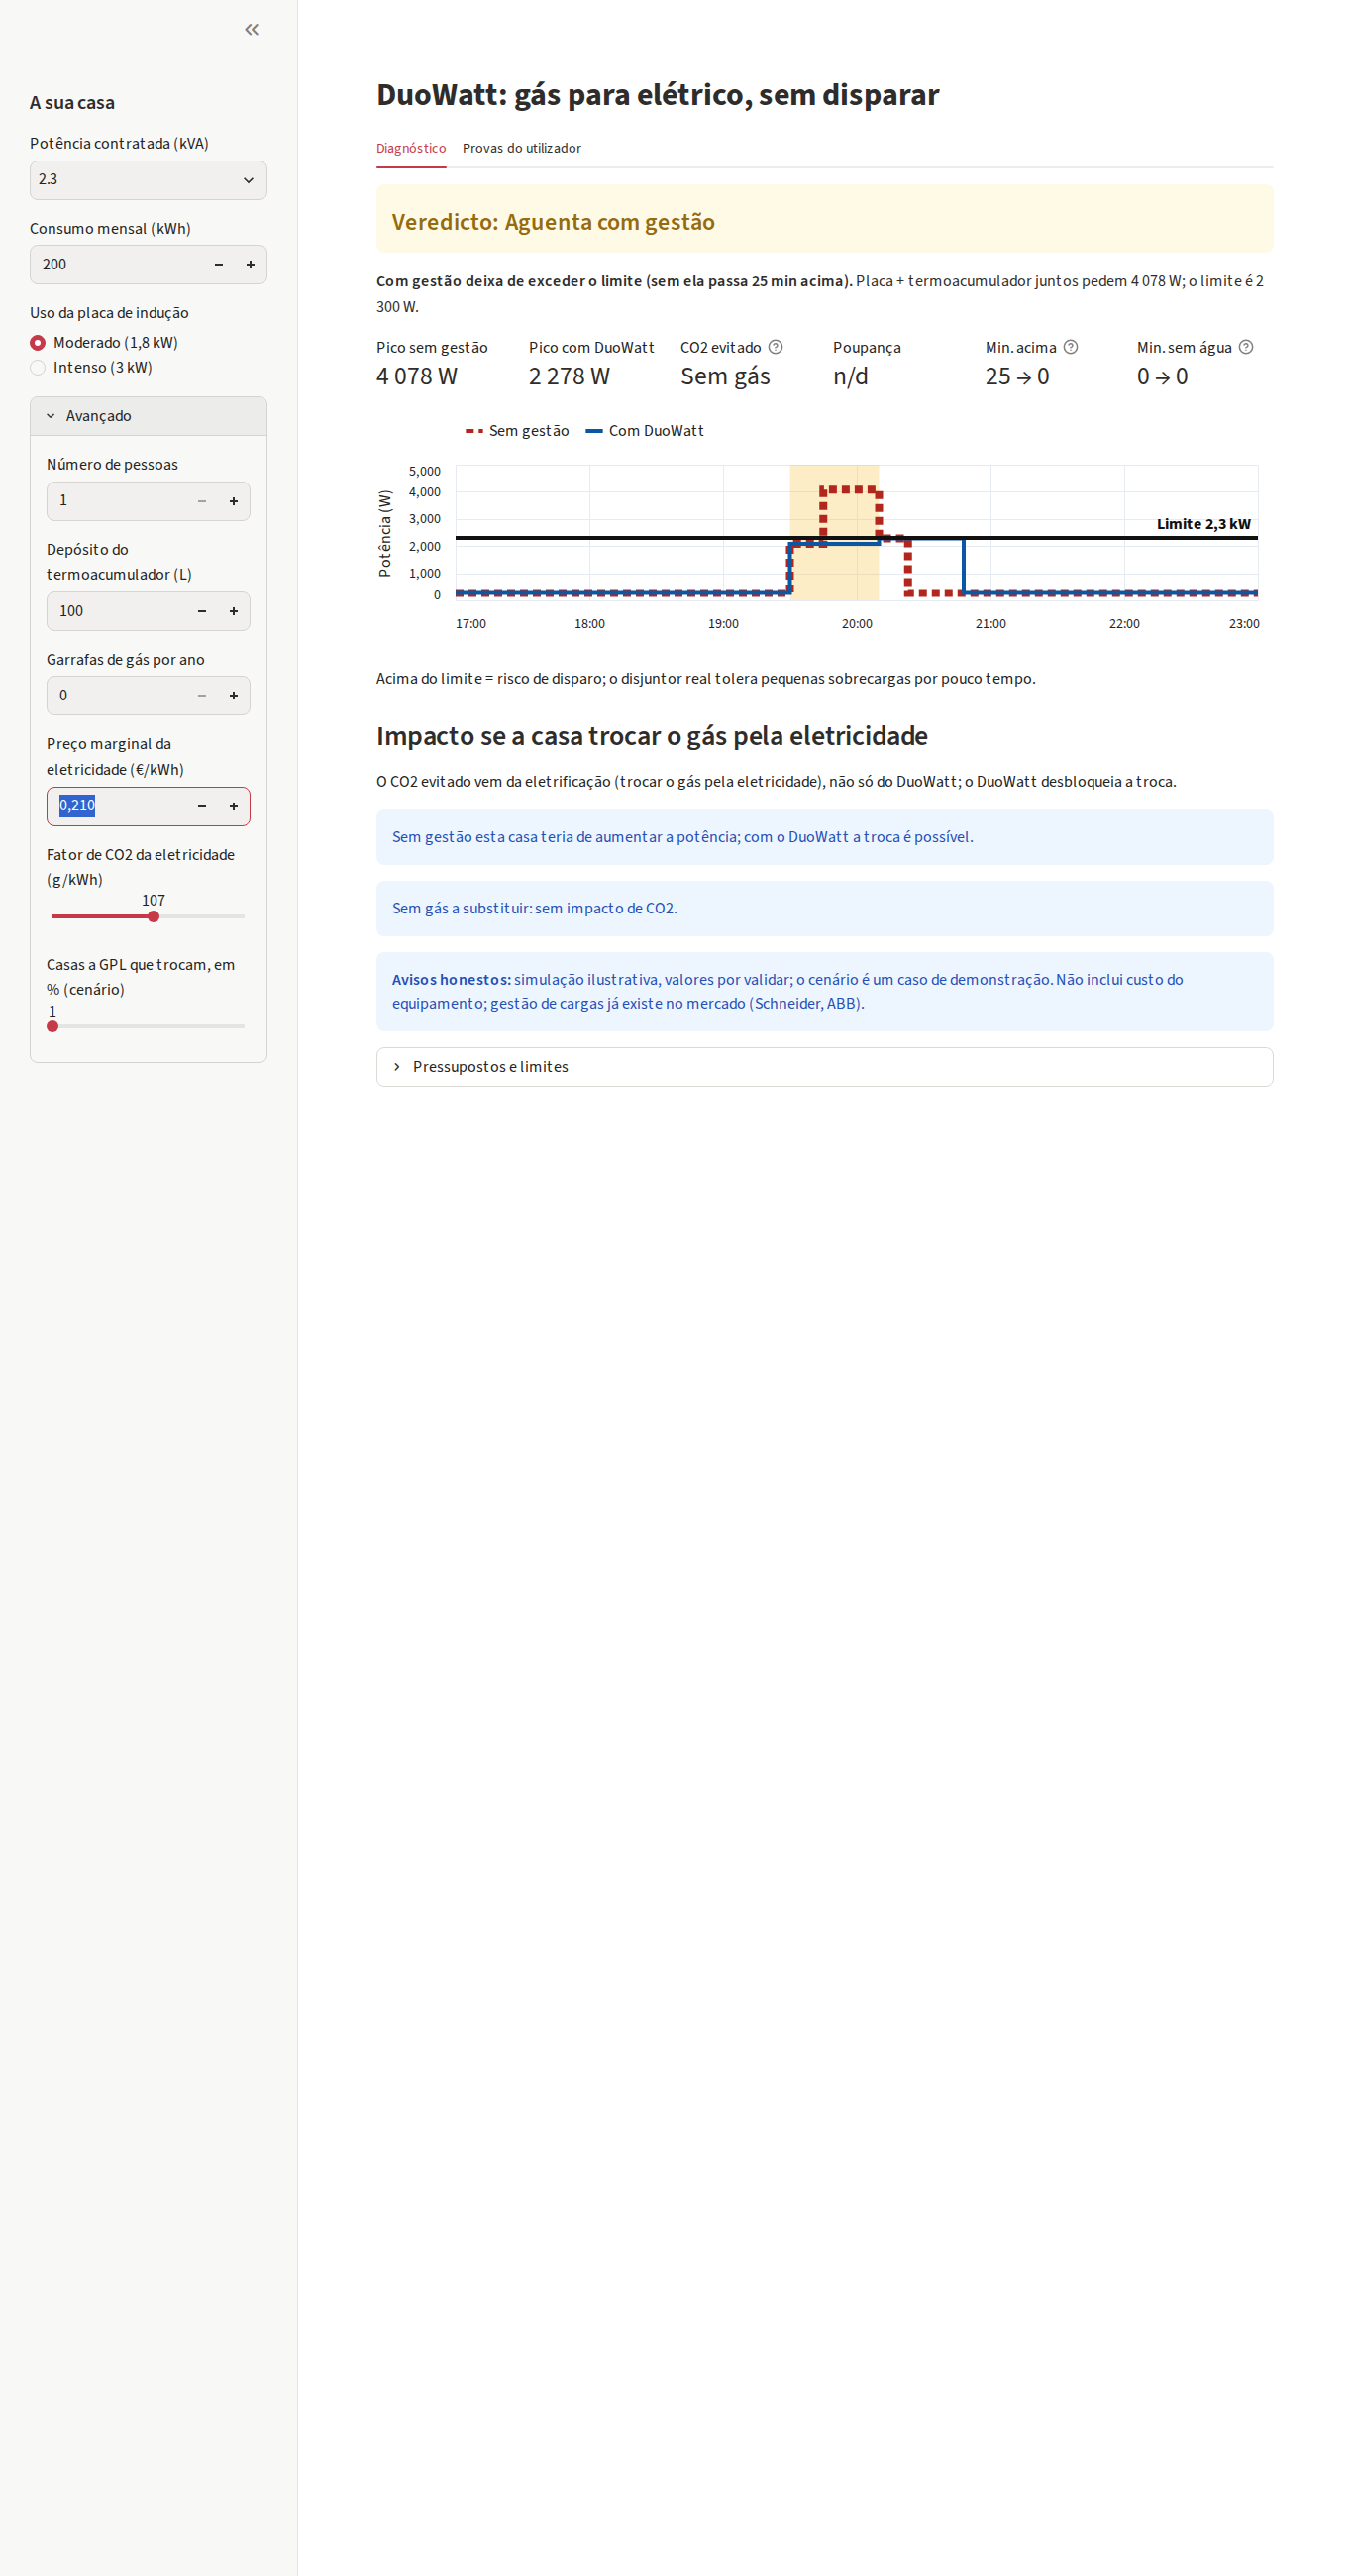 A sua casa
Potência contratada (kVA)
2.3
Consumo mensal (kWh)
200
Uso da placa de indução
Moderado (1,8 kW)
Intenso (3 kW)
Avançado
Número de pessoas
1
Depósito do
termoacumulador (L)
100
Garrafas de gás por ano
0
Preço marginal da
eletricidade (€/kWh)
0,210
Fator de CO2 da eletricidade
(g/kWh)
107
Casas a GPL que trocam, em
% (cenário)
1
DuoWatt: gás para elétrico, sem disparar
Diagnóstico Provas do utilizador
Veredicto: Aguenta com gestão
Com gestão deixa de exceder o limite (sem ela passa 25 min acima). Placa + termoacumulador juntos pedem 4 078 W; o limite é 2
300 W.
Pico sem gestão Pico com DuoWatt CO2 evitado Poupança Min. acima Min. sem água
4 078 W 2 278 W Sem gás n/d 25 → 0 0 → 0
Sem gestão Com DuoWatt
Potência (W)
5,000
4,000
3,000
2,000
1,000
0
Limite 2,3 kW
17:00 18:00 19:00 20:00 21:00 22:00 23:00
Acima do limite = risco de disparo; o disjuntor real tolera pequenas sobrecargas por pouco tempo.
Impacto se a casa trocar o gás pela eletricidade
O CO2 evitado vem da eletrificação (trocar o gás pela eletricidade), não só do DuoWatt; o DuoWatt desbloqueia a troca.
Sem gestão esta casa teria de aumentar a potência; com o DuoWatt a troca é possível.
Sem gás a substituir: sem impacto de CO2.
Avisos honestos: simulação ilustrativa, valores por validar; o cenário é um caso de demonstração. Não inclui custo do
equipamento; gestão de cargas já existe no mercado (Schneider, ABB).
Pressupostos e limites